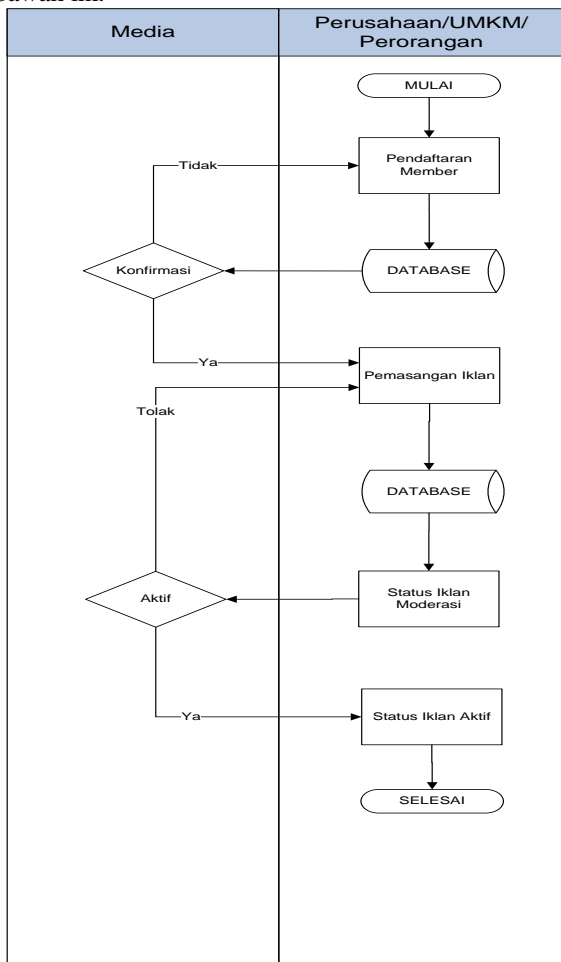 Media
Perusahaan/UMKM/
Perorangan
MULAI
Tidak
Pendaftaran
Member
Konfirmasi
DATABASE
Ya
Pemasangan Iklan
Tolak
DATABASE
Aktif
Status Iklan
Moderasi
Ya
Status Iklan Aktif
SELESAI